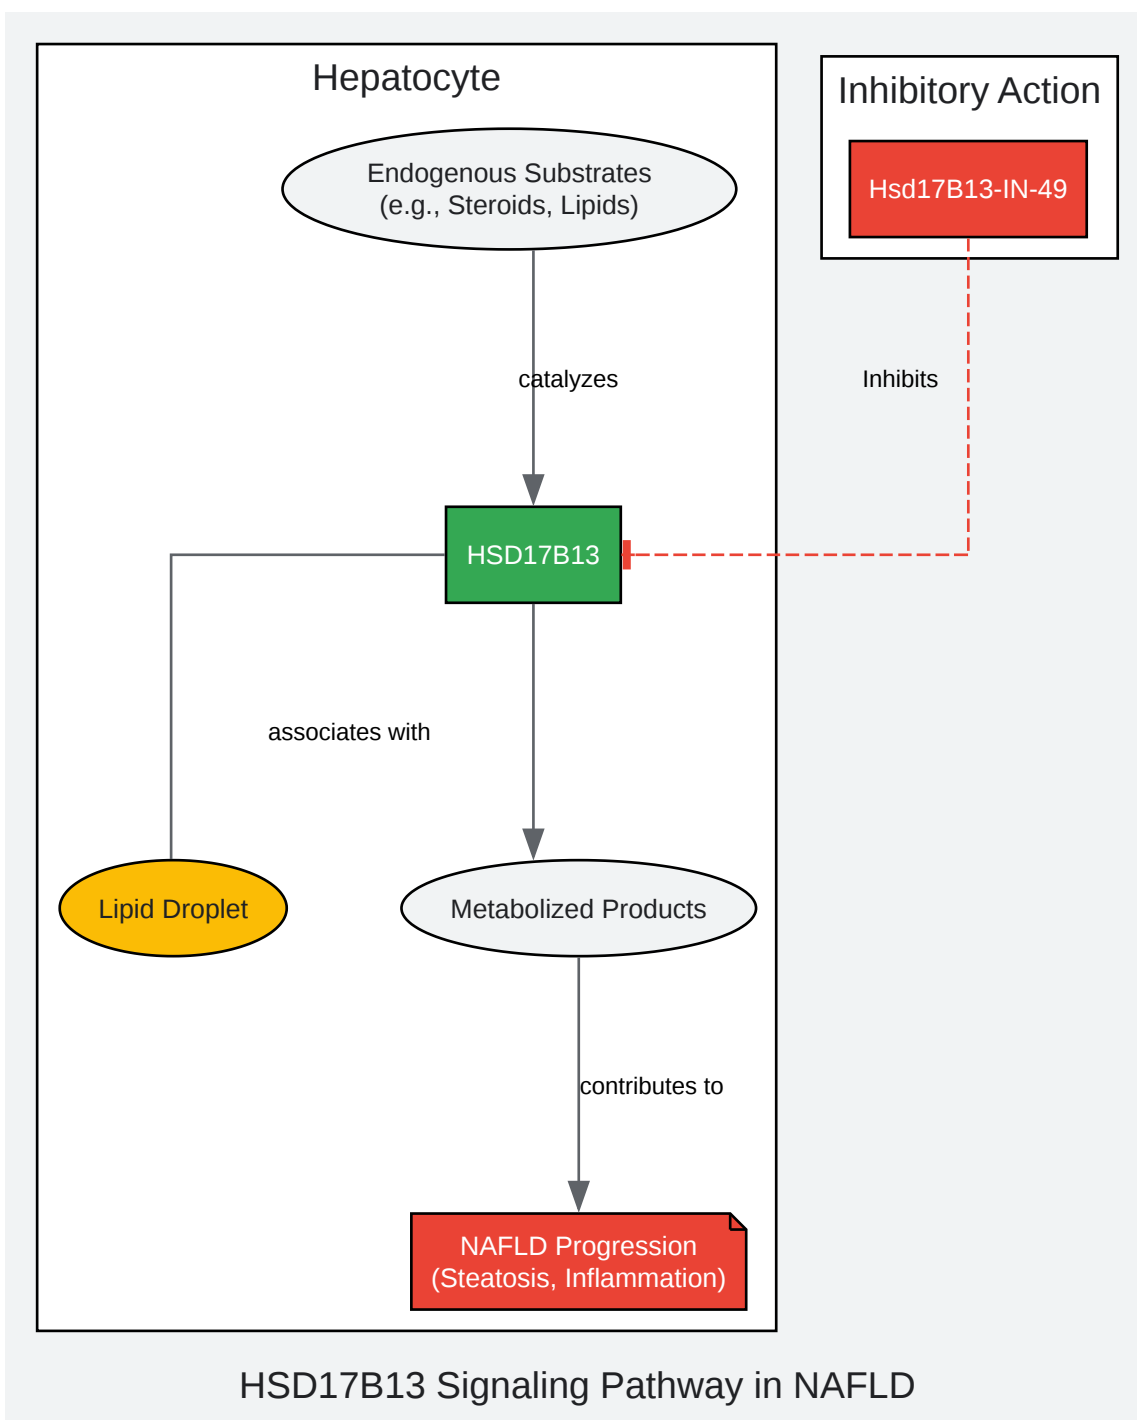 Hepatocyte
Inhibitory Action
Endogenous Substrates
(e.g., Steroids, Lipids)
Hsd17B13-IN-49
catalyzes
Inhibits
HSD17B13
associates with
Lipid Droplet
Metabolized Products
contributes to
NAFLD Progression
(Steatosis, Inflammation)
HSD17B13 Signaling Pathway in NAFLD